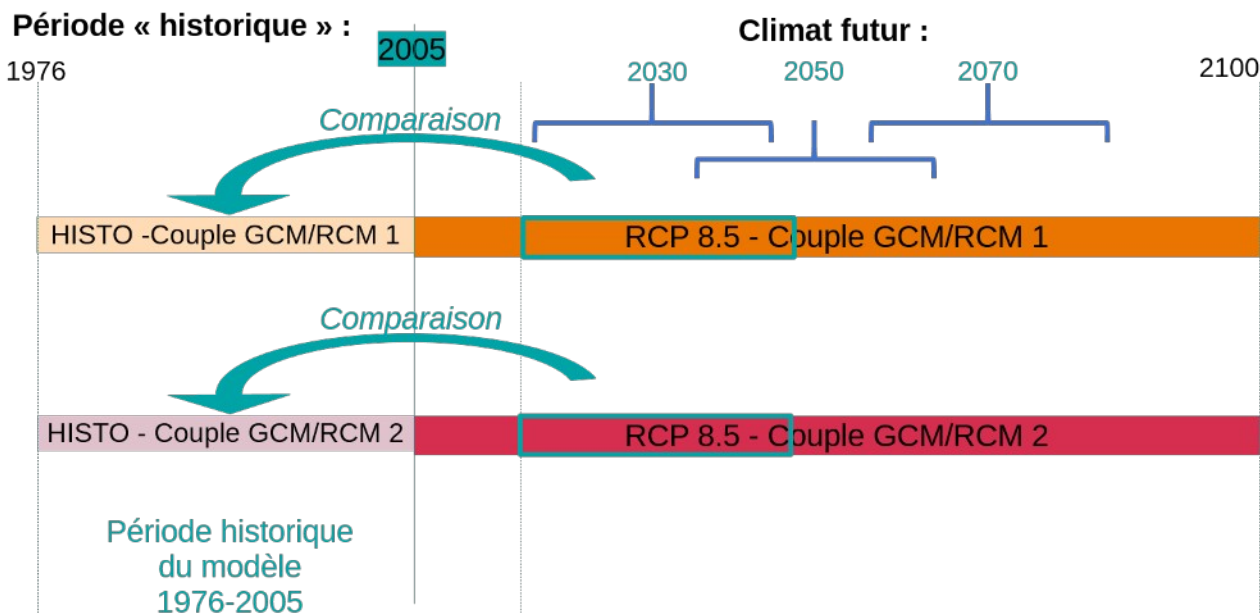 Période « historique » :
2005
Climat futur :
1976
2030
2050
2070
2100
Comparaison
HISTO -Couple GCM/RCM 1
RCP 8.5 - Couple GCM/RCM 1
Comparaison
HISTO - Couple GCM/RCM 2
RCP 8.5 - Couple GCM/RCM 2
Période historique
du modèle
1976-2005